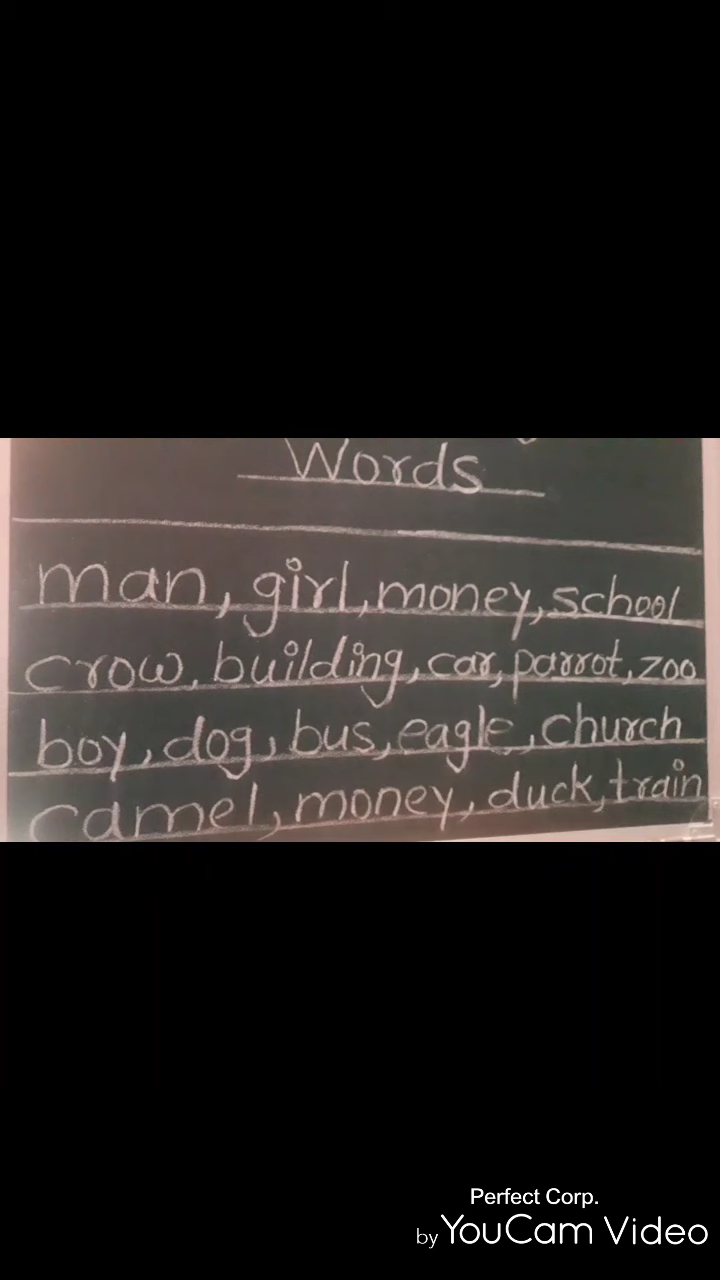 Words
man, girl, money, school
crow, building, car, parrot, zoo
boy, dog, bus, eagle, church
camel, money, duck, train
Perfect Corp.
by YouCam Video